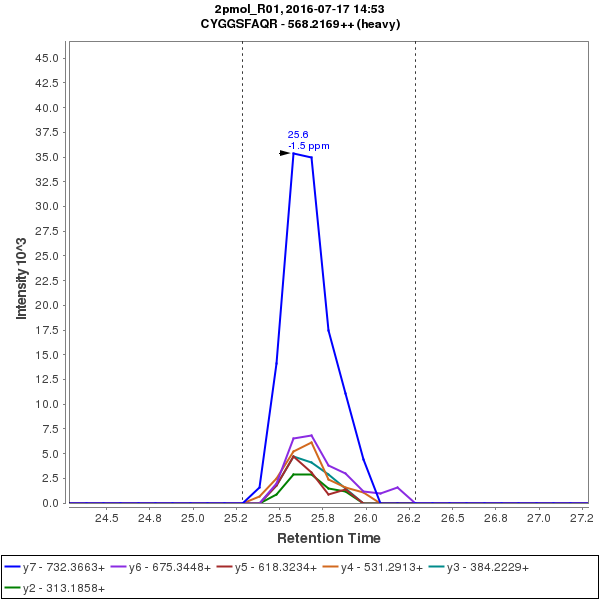 2pmol_R01, 2016-07-17 14:53
CYGGSFAQR - 568.2169++ (heavy)
45.0
42.5
40.0
37.5
35.0
32.5
30.0
27.5
25.0
22.5
20.0
17.5
15.0
12.5
10.0
7.5
5.0
2.5
0.0
Intensity 10^3
25.6
-1.5 ppm
24.5 24.8 25.0 25.2 25.5 25.8 26.0 26.2 26.5 26.8 27.0 27.2
Retention Time
y7 - 732.3663+ y6 - 675.3448+ y5 - 618.3234+ y4 - 531.2913+ y3 - 384.2229+
y2 - 313.1858+